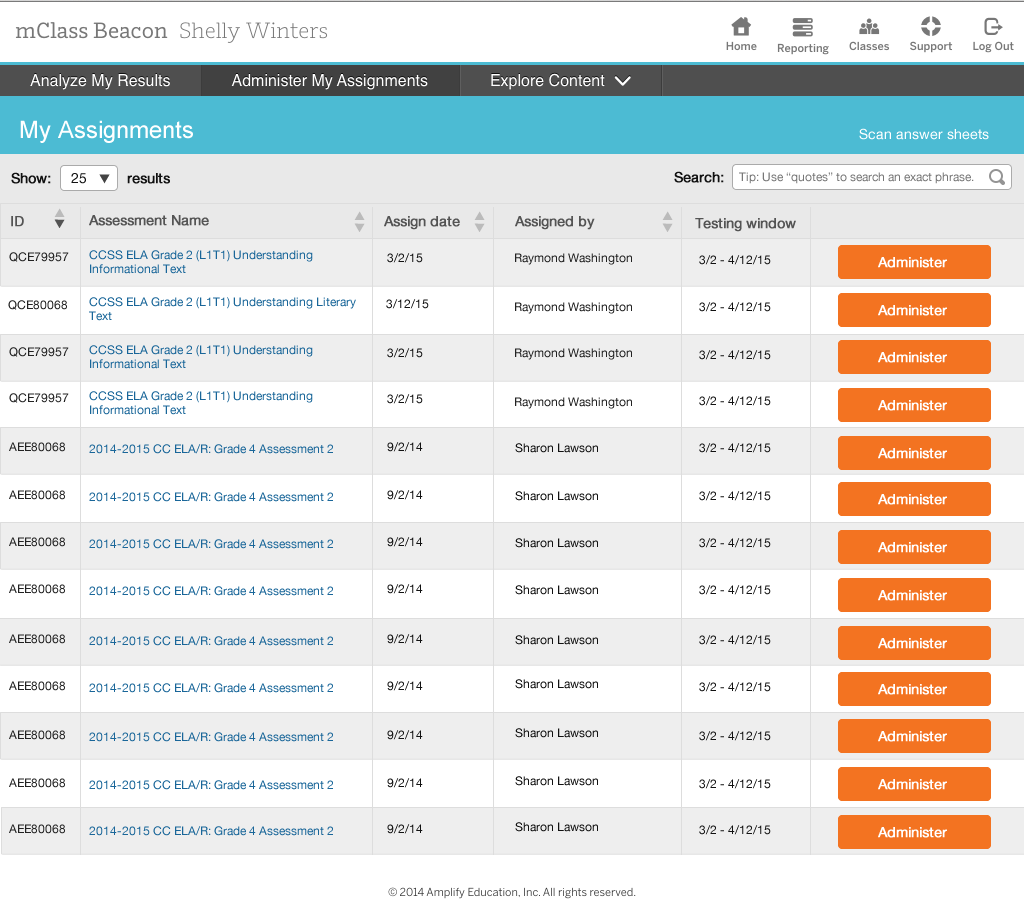 mClass Beacon Shelly Winters
Home Reporting Classes Support Log Out
Analyze My Results Administer My Assignments Explore Content
My Assignments Scan answer sheets
Show: 25 results Search: Tip: Use “quotes” to search an exact phrase.
ID Assessment Name Assign date Assigned by Testing window
QCE79957 CCSS ELA Grade 2 (L1T1) Understanding 3/2/15 Raymond Washington 3/2 - 4/12/15 Administer
Informational Text
QCE80068 CCSS ELA Grade 2 (L1T1) Understanding Literary 3/12/15 Raymond Washington 3/2 - 4/12/15 Administer
Text
QCE79957 CCSS ELA Grade 2 (L1T1) Understanding 3/2/15 Raymond Washington 3/2 - 4/12/15 Administer
Informational Text
QCE79957 CCSS ELA Grade 2 (L1T1) Understanding 3/2/15 Raymond Washington 3/2 - 4/12/15 Administer
Informational Text
AEE80068 2014-2015 CC ELA/R: Grade 4 Assessment 2 9/2/14 Sharon Lawson 3/2 - 4/12/15 Administer
AEE80068 2014-2015 CC ELA/R: Grade 4 Assessment 2 9/2/14 Sharon Lawson 3/2 - 4/12/15 Administer
AEE80068 2014-2015 CC ELA/R: Grade 4 Assessment 2 9/2/14 Sharon Lawson 3/2 - 4/12/15 Administer
AEE80068 2014-2015 CC ELA/R: Grade 4 Assessment 2 9/2/14 Sharon Lawson 3/2 - 4/12/15 Administer
AEE80068 2014-2015 CC ELA/R: Grade 4 Assessment 2 9/2/14 Sharon Lawson 3/2 - 4/12/15 Administer
AEE80068 2014-2015 CC ELA/R: Grade 4 Assessment 2 9/2/14 Sharon Lawson 3/2 - 4/12/15 Administer
AEE80068 2014-2015 CC ELA/R: Grade 4 Assessment 2 9/2/14 Sharon Lawson 3/2 - 4/12/15 Administer
AEE80068 2014-2015 CC ELA/R: Grade 4 Assessment 2 9/2/14 Sharon Lawson 3/2 - 4/12/15 Administer
AEE80068 2014-2015 CC ELA/R: Grade 4 Assessment 2 9/2/14 Sharon Lawson 3/2 - 4/12/15 Administer
© 2014 Amplify Education, Inc. All rights reserved.